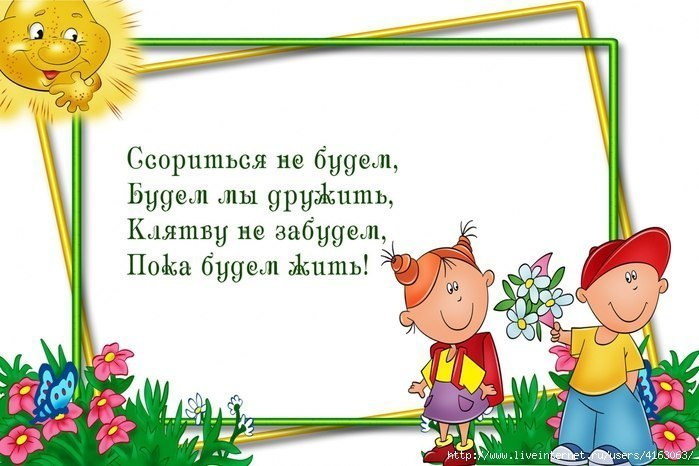 Ссориться не будем,
Будем мы дружить,
Клятву не забудем,
Пока будем жить!
http://www.liveinternet.ru/users/4163063/